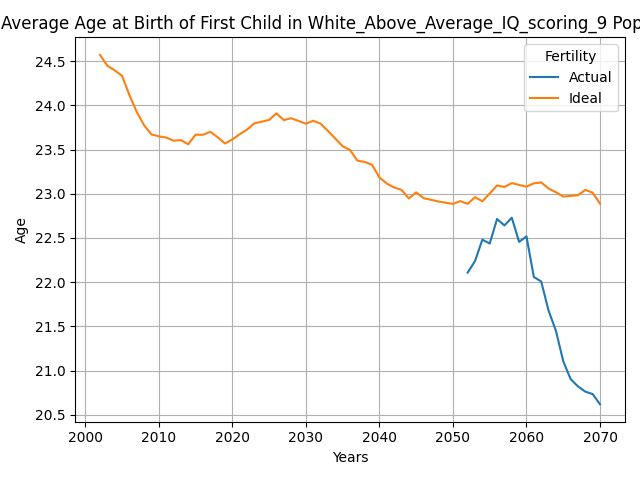 Average Age at Birth of First Child in White_Above_Average_IQ_scoring_9 Pop
Fertility
Actual
Ideal
24.5
24.0
23.5
23.0
22.5
22.0
21.5
21.0
20.5
Age
2000 2010 2020 2030 2040 2050 2060 2070
Years